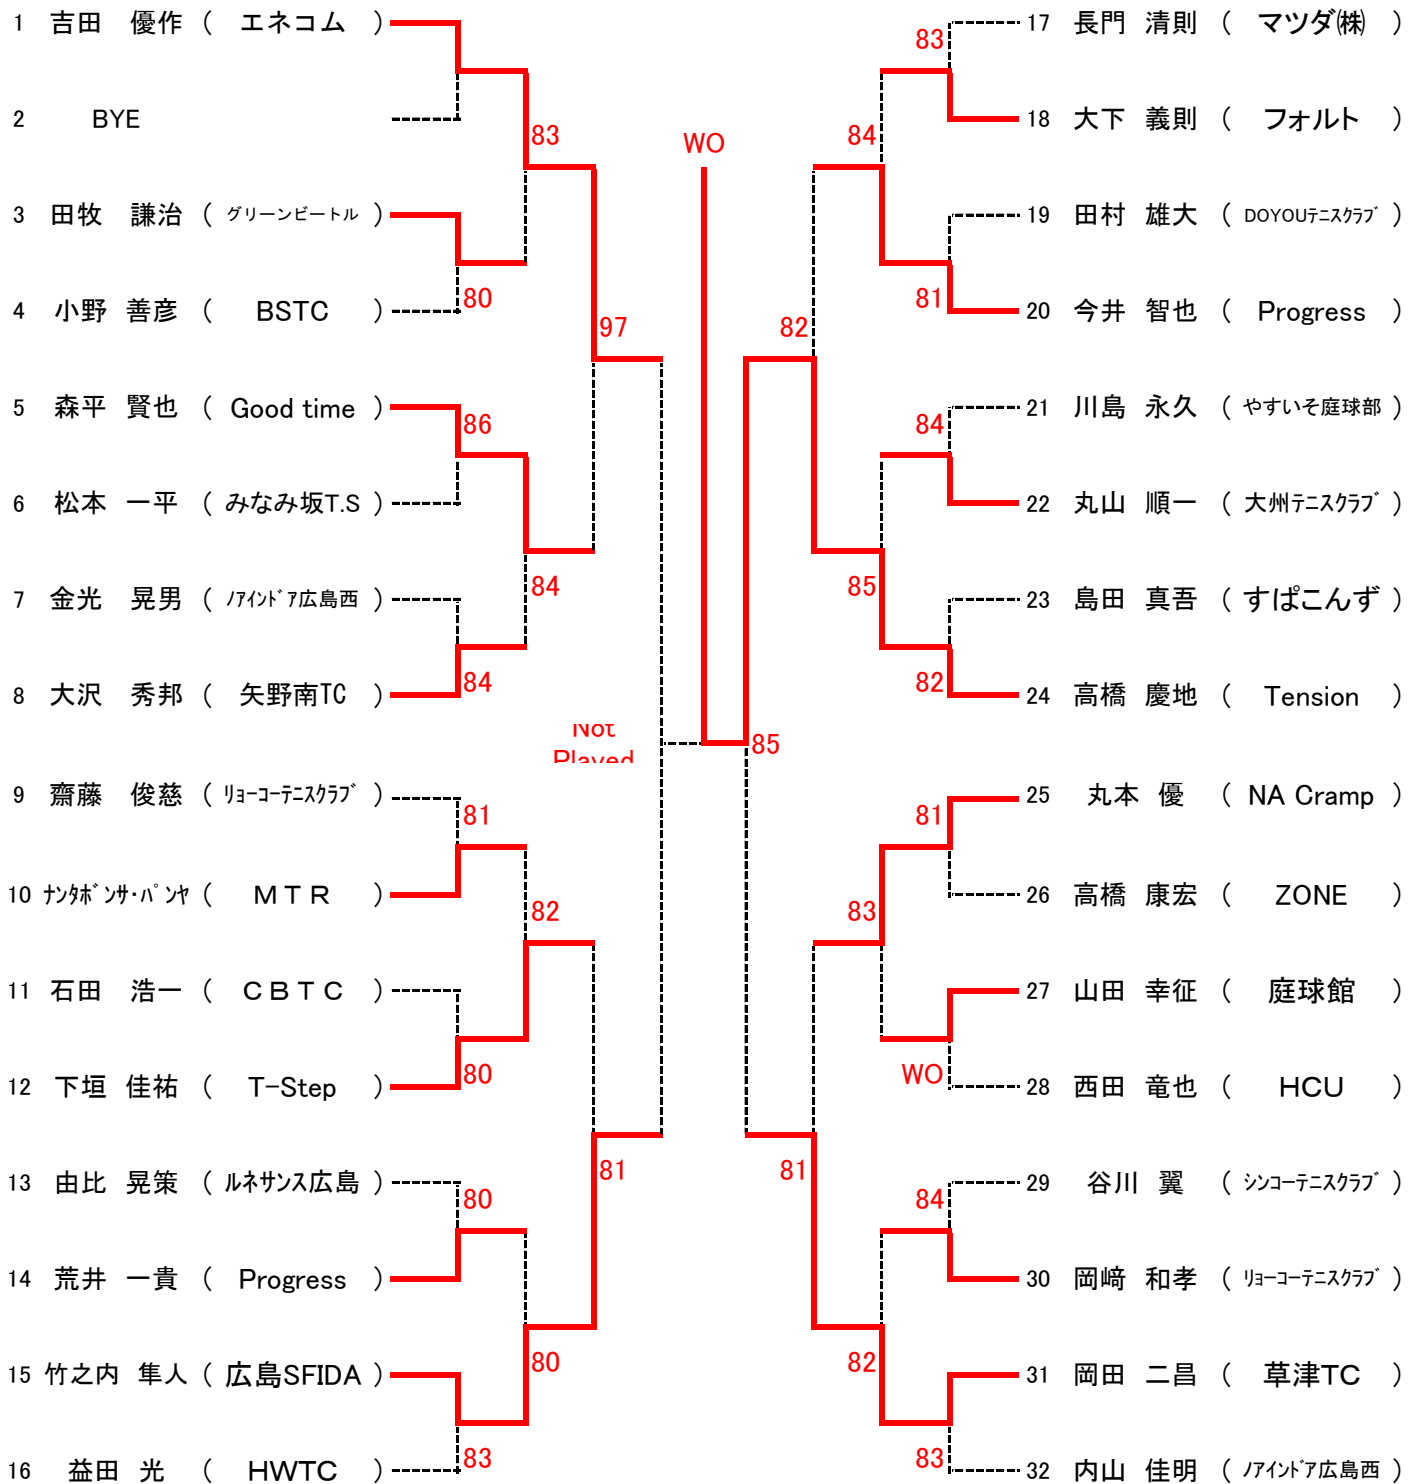 1 吉田 優作 ( エネコム )
2 BYE
83
3 田牧 謙治 ( グリーンビートル )
4 小野 善彦 ( BSTC )
80
97
5 森平 賢也 ( Good time )
86
6 松本 一平 ( みなみ坂T.S )
7 金光 晃男 ( ﾉｱｲﾝﾄﾞｱ広島西 )
84
8 大沢 秀邦 ( 矢野南TC )
84
Not
Played
9 齋藤 俊慈 ( ﾘｮｰｺｰﾃﾆｽｸﾗﾌﾞ )
81
10 ﾅﾝﾀﾎﾞﾝｻ・ﾊﾟﾝﾔ ( ＭＴＲ )
82
11 石田 浩一 ( ＣＢＴＣ )
12 下垣 佳祐 ( T-Step )
80
13 由比 晃策 ( ﾙﾈｻﾝｽ広島 )
80
81
14 荒井 一貴 ( Progress )
15 竹之内 隼人 ( 広島SFIDA )
80
16 益田 光 ( HWTC )
83
WO
85
17 長門 清則 ( マツダ㈱ )
83
18 大下 義則 ( フォルト )
84
19 田村 雄大 ( DOYOUﾃﾆｽｸﾗﾌﾞ )
20 今井 智也 ( Progress )
81
82
21 川島 永久 ( やすいそ庭球部 )
84
22 丸山 順一 ( 大州ﾃﾆｽｸﾗﾌﾞ )
23 島田 真吾 ( すぱこんず )
85
24 高橋 慶地 ( Tension )
82
25 丸本 優 ( NA Cramp )
81
26 高橋 康宏 ( ZONE )
83
27 山田 幸征 ( 庭球館 )
28 西田 竜也 ( HCU )
WO
29 谷川 翼 ( ｼﾝｺｰﾃﾆｽｸﾗﾌﾞ )
84
81
30 岡﨑 和孝 ( ﾘｮｰｺｰﾃﾆｽｸﾗﾌﾞ )
31 岡田 二昌 ( 草津TC )
82
32 内山 佳明 ( ﾉｱｲﾝﾄﾞｱ広島西 )
83